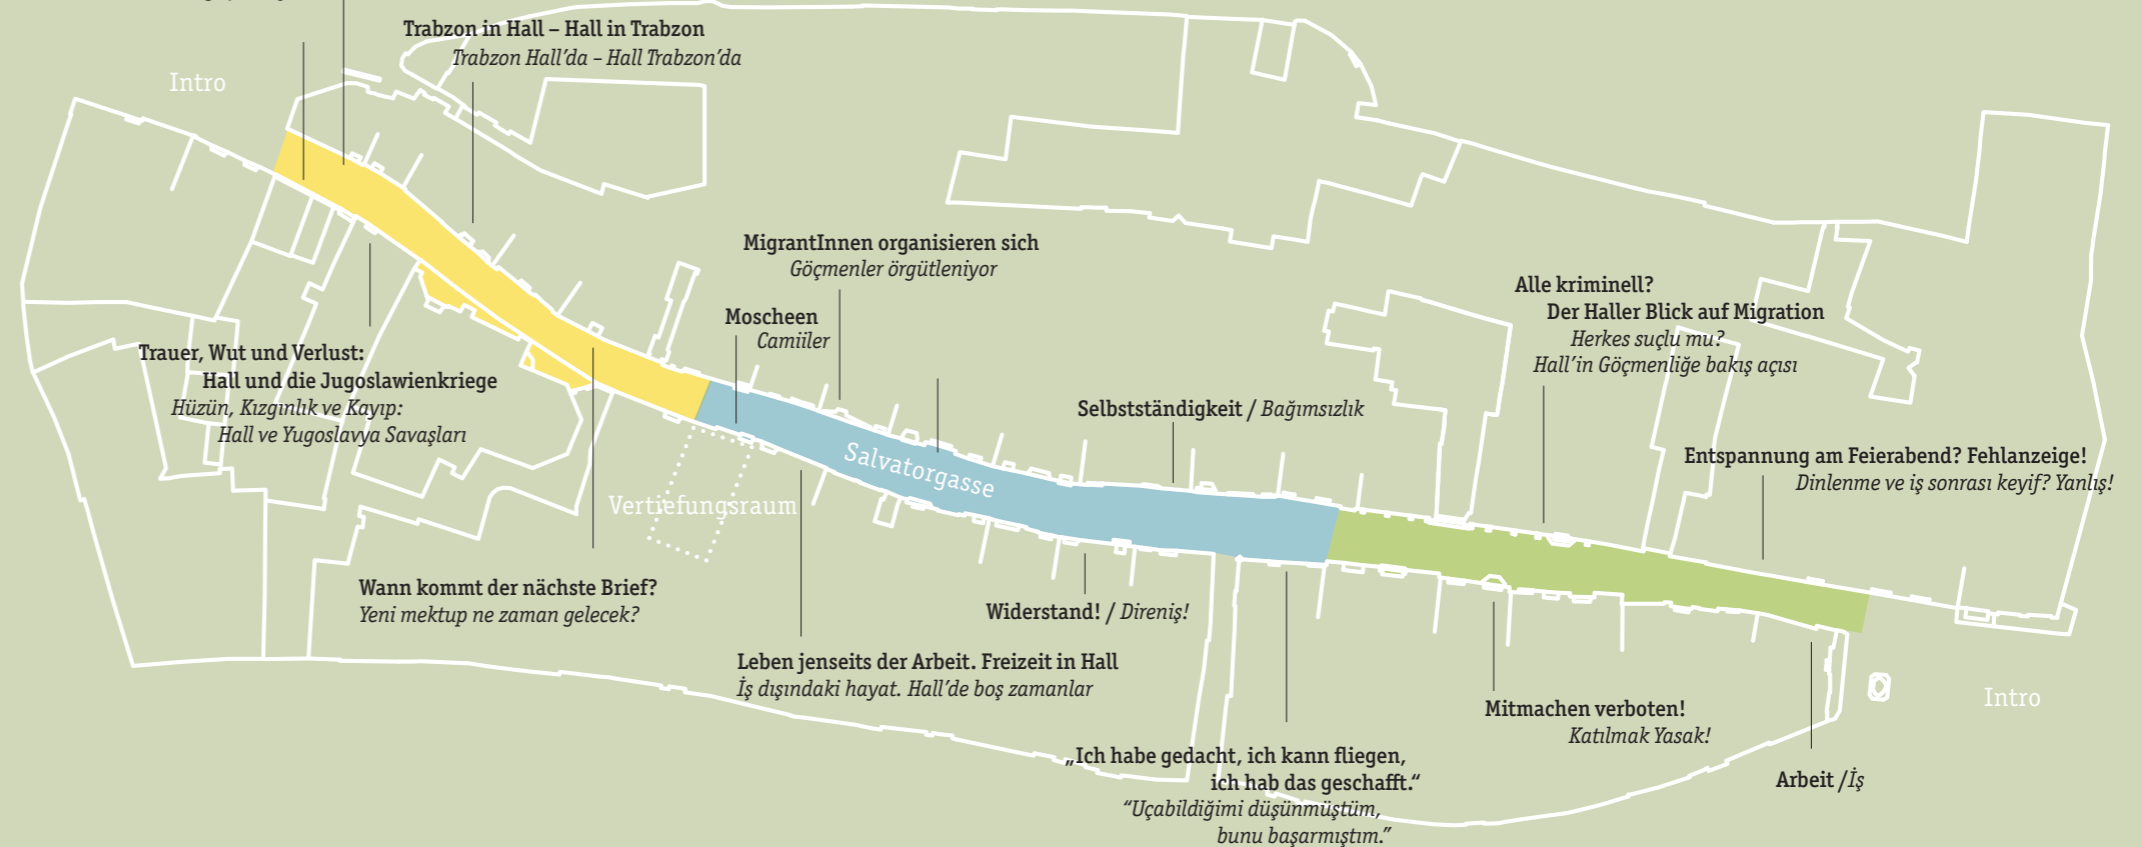 Trabzon in Hall – Hall in Trabzon
Trabzon Hall’da – Hall Trabzon’da
Intro
MigrantInnen organisieren sich
Göçmenler örgütleniyor
Moscheen
Camiiler
Alle kriminell?
Der Haller Blick auf Migration
Herkes suçlu mu?
Hall’in Göçmenliğe bakış açısı
Trauer, Wut und Verlust:
Hall und die Jugoslawienkriege
Hüzün, Kızgınlık ve Kayıp:
Hall ve Yugoslavya Savaşları
Selbstständigkeit / Bağımsızlık
Entspannung am Feierabend? Fehlanzeige!
Dinlenme ve iş sonrası keyif? Yanlış!
Salvatorgasse
Vertiefungsraum
Wann kommt der nächste Brief?
Yeni mektup ne zaman gelecek?
Widerstand! / Direniş!
Leben jenseits der Arbeit. Freizeit in Hall
İş dışındaki hayat. Hall’de boş zamanlar
Mitmachen verboten!
Katılmak Yasak!
Intro
„Ich habe gedacht, ich kann fliegen,
ich hab das geschafft.“
“Uçabildiğimi düşünmüştüm,
bunu başarmıştım.”
Arbeit /İş